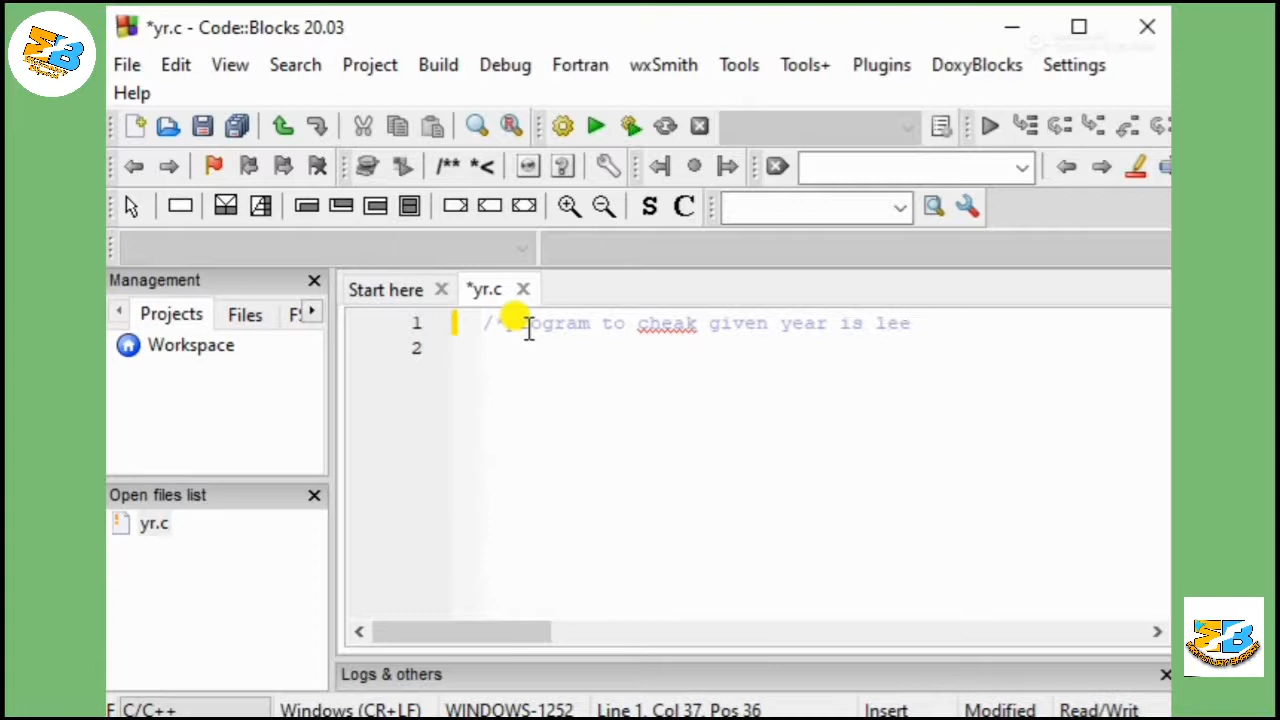 *yr.c - Code::Blocks 20.03
File Edit View Search Project Build Debug Fortran wxSmith Tools Tools+ Plugins DoxyBlocks Settings
Help
/** *<
S C
Management
Projects Files
Workspace
Start here *yr.c
1 /*program to cheak given year is lee
2
Open files list
yr.c
Logs & others
C/C++ Windows (CR+LF) WINDOWS-1252 Line 1, Col 37, Pos 36 Insert Modified Read/Writ